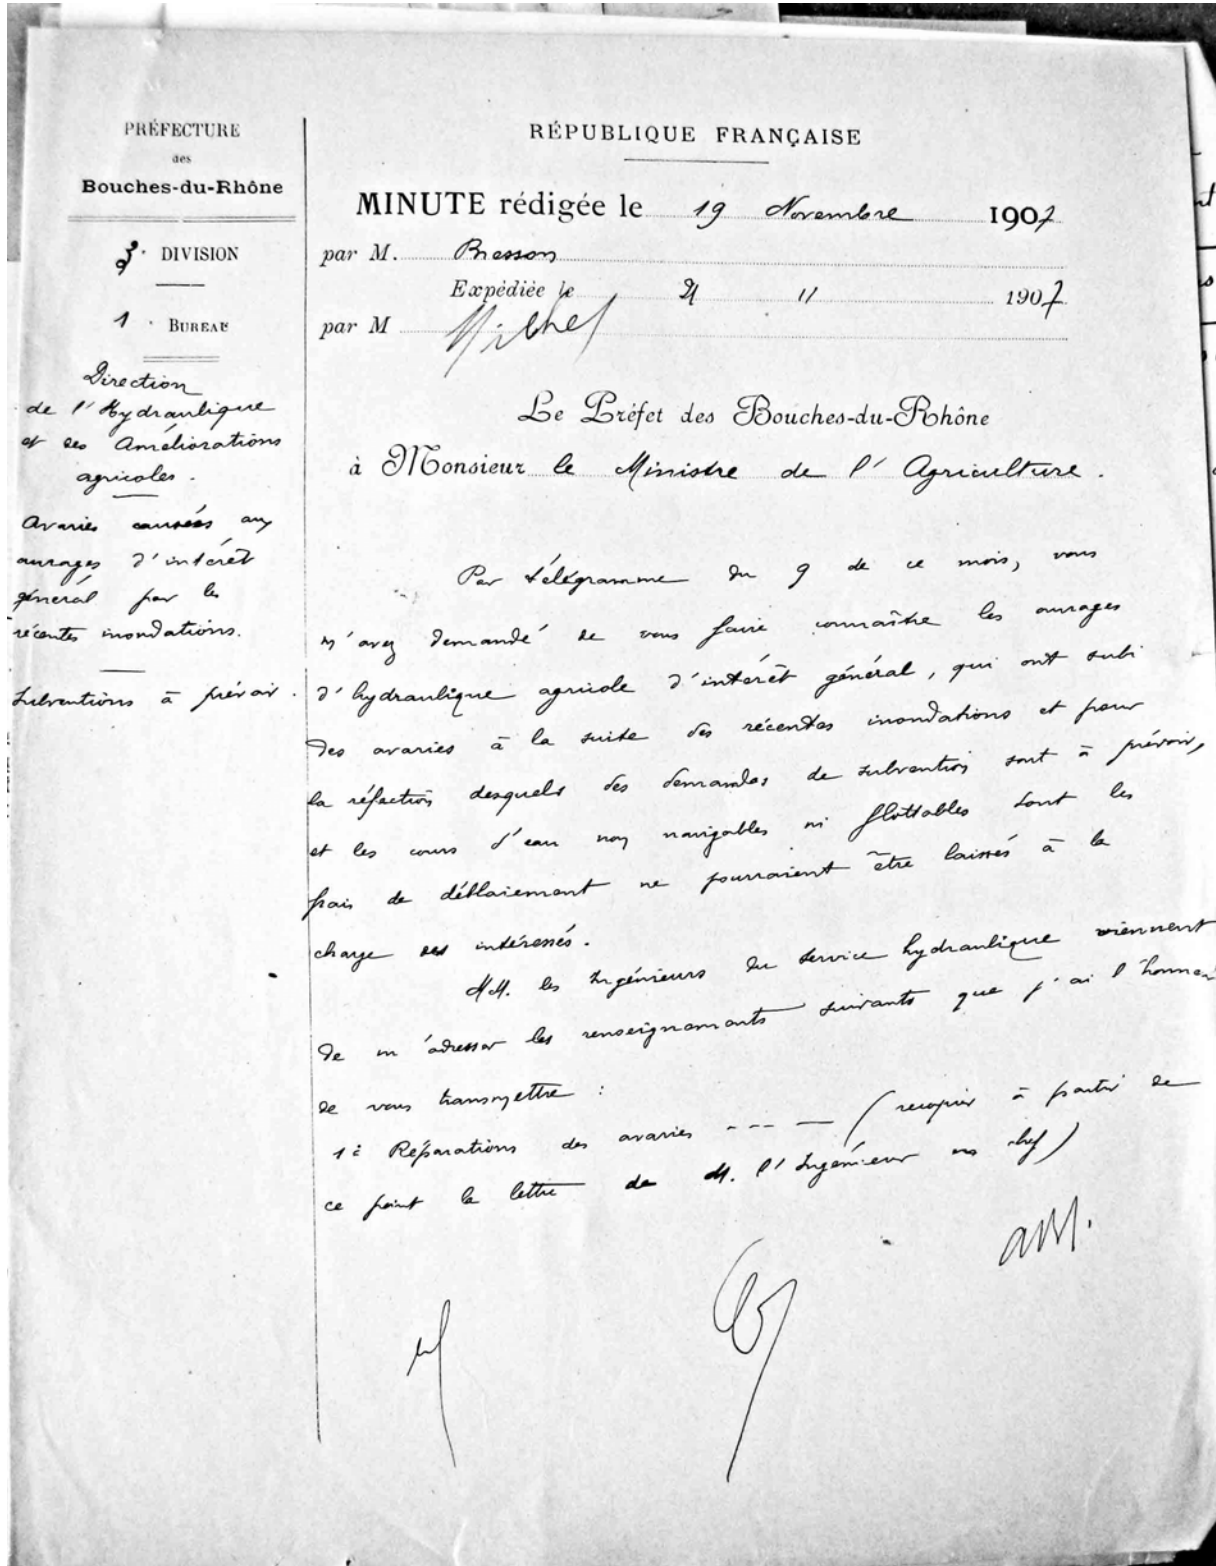 PRÉFECTURE
des
Bouches-du-Rhône
3e DIVISION
1 BUREAU
Direction
de l'Hydraulique
et des Améliorations
agricoles.
Avaries causées aux
ouvrages d'intérêt
général par les
récentes inondations.
Subventions à prévoir.
RÉPUBLIQUE FRANÇAISE
MINUTE rédigée le 19 Novembre 1907
par M. Bresson
Expédiée le 21 11 1907
par M Michel
Le Préfet des Bouches-du-Rhône
à Monsieur le Ministre de l'Agriculture.
Par télégramme du 9 de ce mois, vous
m'avez demandé de vous faire connaître les ouvrages
d'hydraulique agricole d'intérêt général, qui ont subi
des avaries à la suite des récentes inondations et pour
la réfection desquels des demandes de subvention sont à prévoir,
et les cours d'eau non navigables ni flottables dont les
frais de déblaiement ne pourraient être laissés à la
charge des intéressés.
MM. les Ingénieurs du service hydraulique viennent
de m'adresser les renseignements suivants que j'ai l'honneur
de vous transmettre :
1° Réparations des avaries --- — (recopier à partir de
ce point la lettre de M. l'Ingénieur en chef)